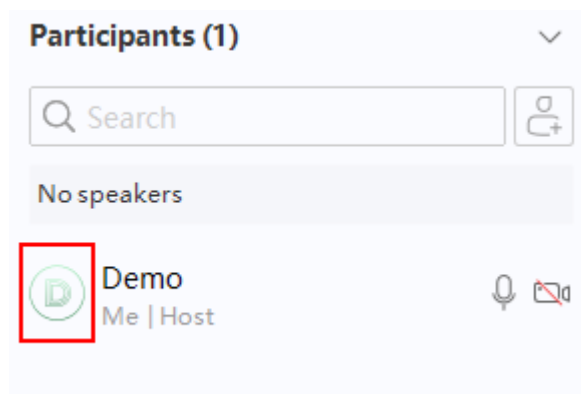 Participants (1)
Search
No speakers
D
Demo
Me | Host